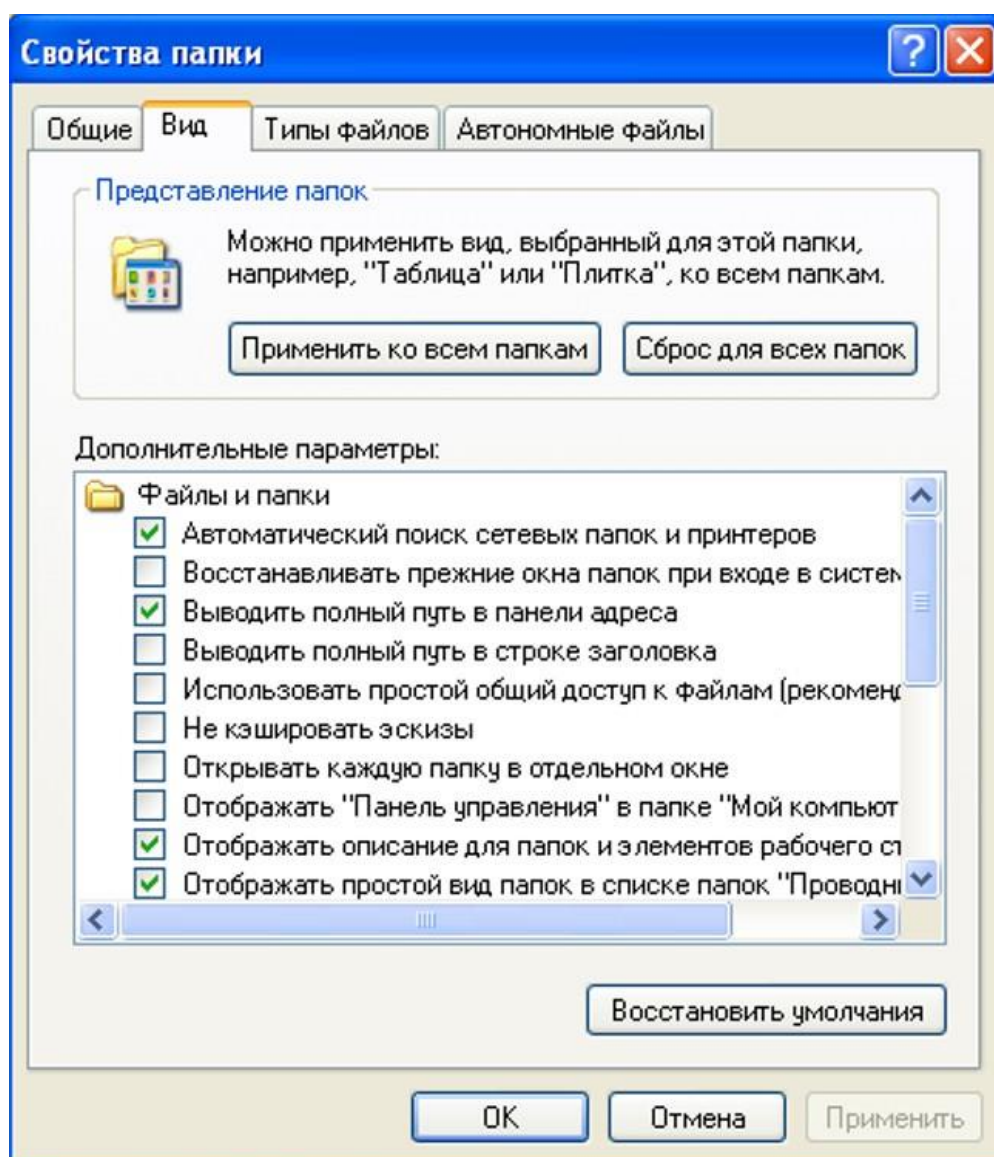 Свойства папки
Общие
Вид
Типы файлов
Автономные файлы
Представление папок
Можно применить вид, выбранный для этой папки,
например, "Таблица" или "Плитка", ко всем папкам.
Применить ко всем папкам
Сброс для всех папок
Дополнительные параметры:
Файлы и папки
Автоматический поиск сетевых папок и принтеров
Восстанавливать прежние окна папок при входе в систем
Выводить полный путь в панели адреса
Выводить полный путь в строке заголовка
Использовать простой общий доступ к файлам (рекоменд
Не кэшировать эскизы
Открывать каждую папку в отдельном окне
Отображать "Панель управления" в папке "Мой компьют
Отображать описание для папок и элементов рабочего ст
Отображать простой вид папок в списке папок "Проводни
Восстановить умолчания
ОК
Отмена
Применить